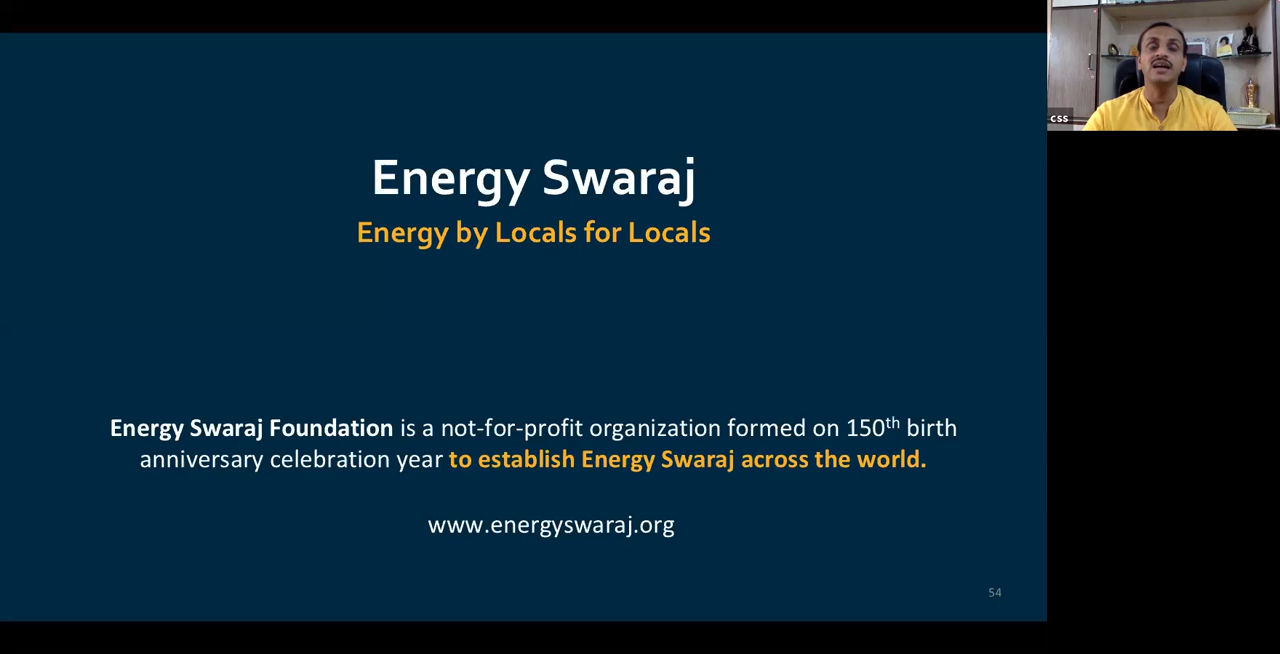 css
Energy Swaraj
Energy by Locals for Locals
Energy Swaraj Foundation is a not-for-profit organization formed on 150th birth
anniversary celebration year to establish Energy Swaraj across the world.
www.energyswaraj.org
54